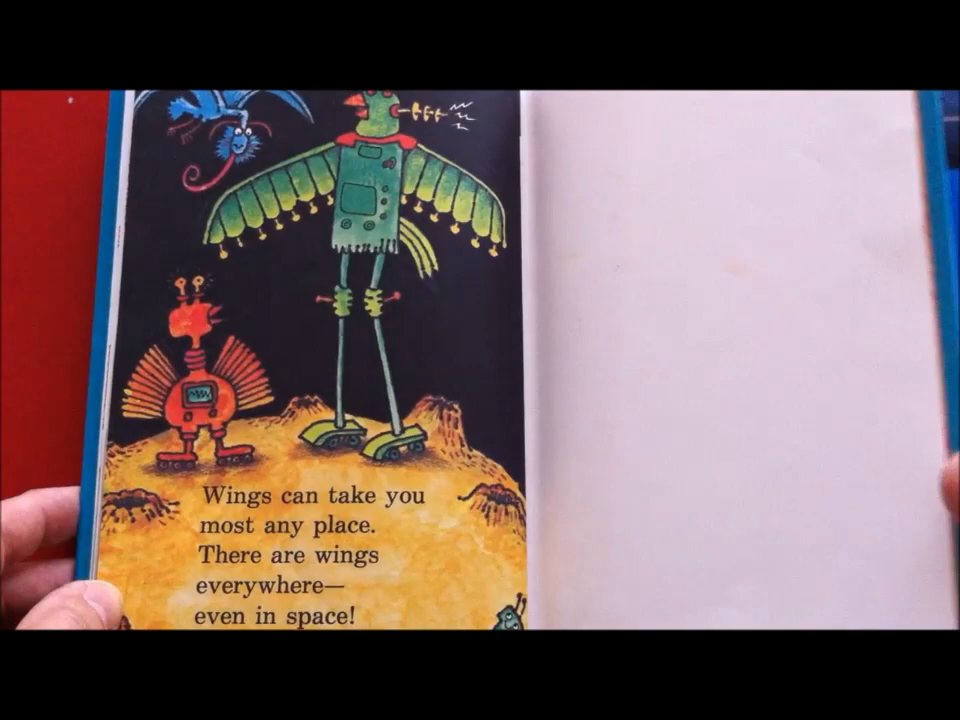 Wings can take you
most any place.
There are wings
everywhere—
even in space!